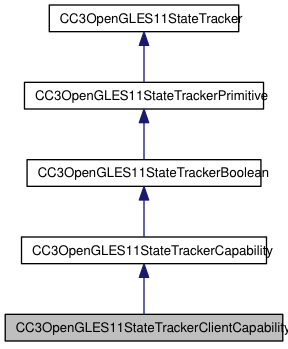 CC3OpenGLES11StateTracker
CC3OpenGLES11StateTrackerPrimitive
CC3OpenGLES11StateTrackerBoolean
CC3OpenGLES11StateTrackerCapability
CC3OpenGLES11StateTrackerClientCapability